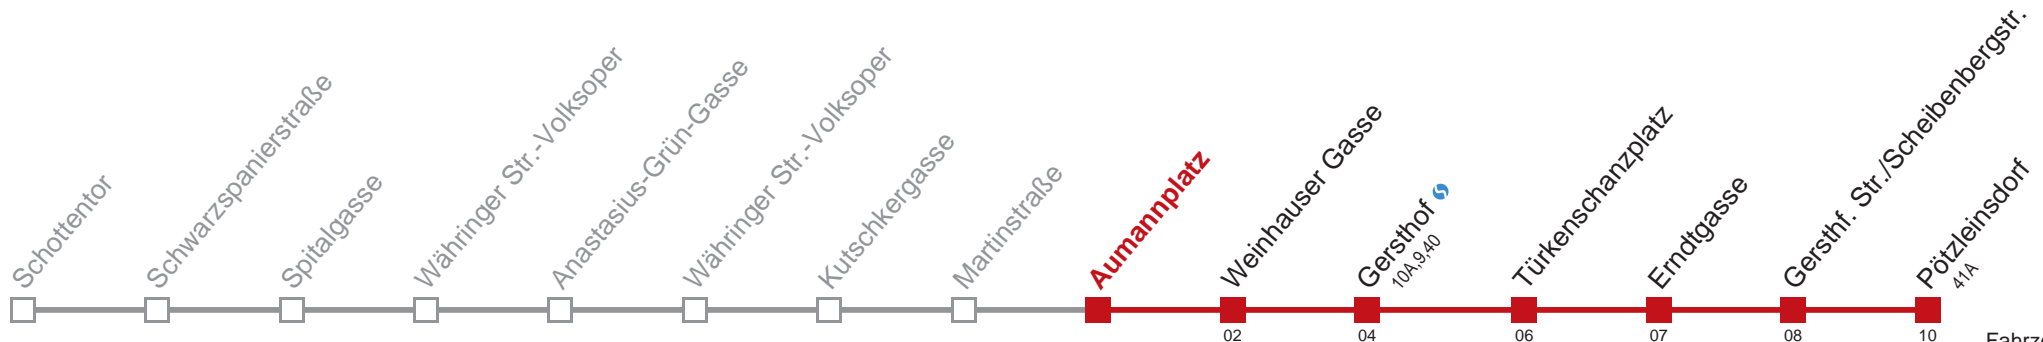 Schottentor
Schwarzspanierstraße
Spitalgasse
Währinger Str.-Volksoper
Anastasius-Grün-Gasse
Währinger Str.-Volksoper
Kutschkergasse
Martinstraße
Aumannplatz
Weinhauser Gasse
Gersthof
10A,9,40
Türkenschanzplatz
Erndtgasse
Gersthf. Str./Scheibenbergstr.
Pötzleinsdorf
41A
02
04
06
07
08
10